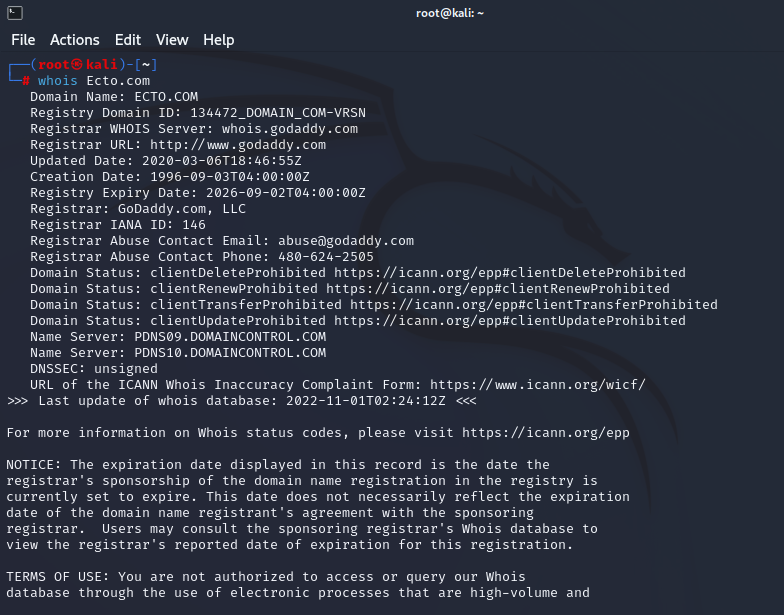 root@kali: ~
File Actions Edit View Help
┌──(root㉿kali)-[~]
└─# whois Ecto.com
Domain Name: ECTO.COM
Registry Domain ID: 134472_DOMAIN_COM-VRSN
Registrar WHOIS Server: whois.godaddy.com
Registrar URL: http://www.godaddy.com
Updated Date: 2020-03-06T18:46:55Z
Creation Date: 1996-09-03T04:00:00Z
Registry Expiry Date: 2026-09-02T04:00:00Z
Registrar: GoDaddy.com, LLC
Registrar IANA ID: 146
Registrar Abuse Contact Email: abuse@godaddy.com
Registrar Abuse Contact Phone: 480-624-2505
Domain Status: clientDeleteProhibited https://icann.org/epp#clientDeleteProhibited
Domain Status: clientRenewProhibited https://icann.org/epp#clientRenewProhibited
Domain Status: clientTransferProhibited https://icann.org/epp#clientTransferProhibited
Domain Status: clientUpdateProhibited https://icann.org/epp#clientUpdateProhibited
Name Server: PDNS09.DOMAINCONTROL.COM
Name Server: PDNS10.DOMAINCONTROL.COM
DNSSEC: unsigned
URL of the ICANN Whois Inaccuracy Complaint Form: https://www.icann.org/wicf/
>>> Last update of whois database: 2022-11-01T02:24:12Z <<<
For more information on Whois status codes, please visit https://icann.org/epp
NOTICE: The expiration date displayed in this record is the date the
registrar's sponsorship of the domain name registration in the registry is
currently set to expire. This date does not necessarily reflect the expiration
date of the domain name registrant's agreement with the sponsoring
registrar.  Users may consult the sponsoring registrar's Whois database to
view the registrar's reported date of expiration for this registration.
TERMS OF USE: You are not authorized to access or query our Whois
database through the use of electronic processes that are high-volume and